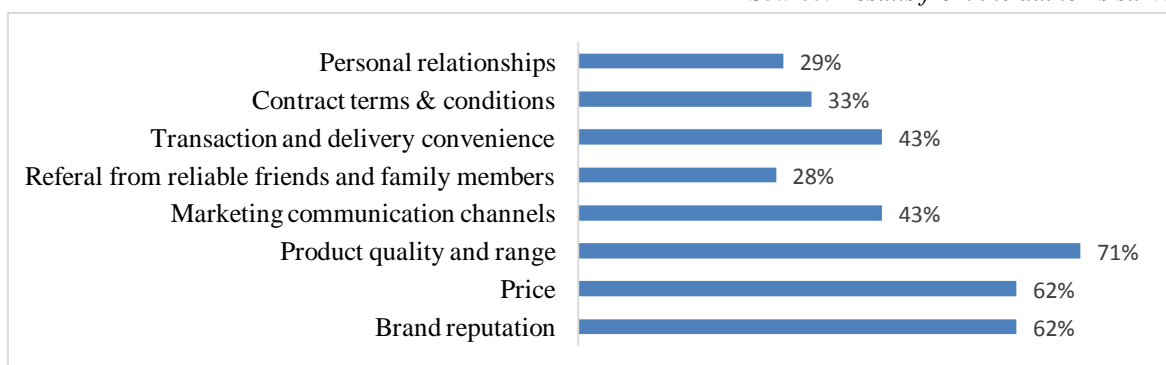 Personal relationships 29%
Contract terms & conditions 33%
Transaction and delivery convenience 43%
Referal from reliable friends and family members 28%
Marketing communication channels 43%
Product quality and range 71%
Price 62%
Brand reputation 62%